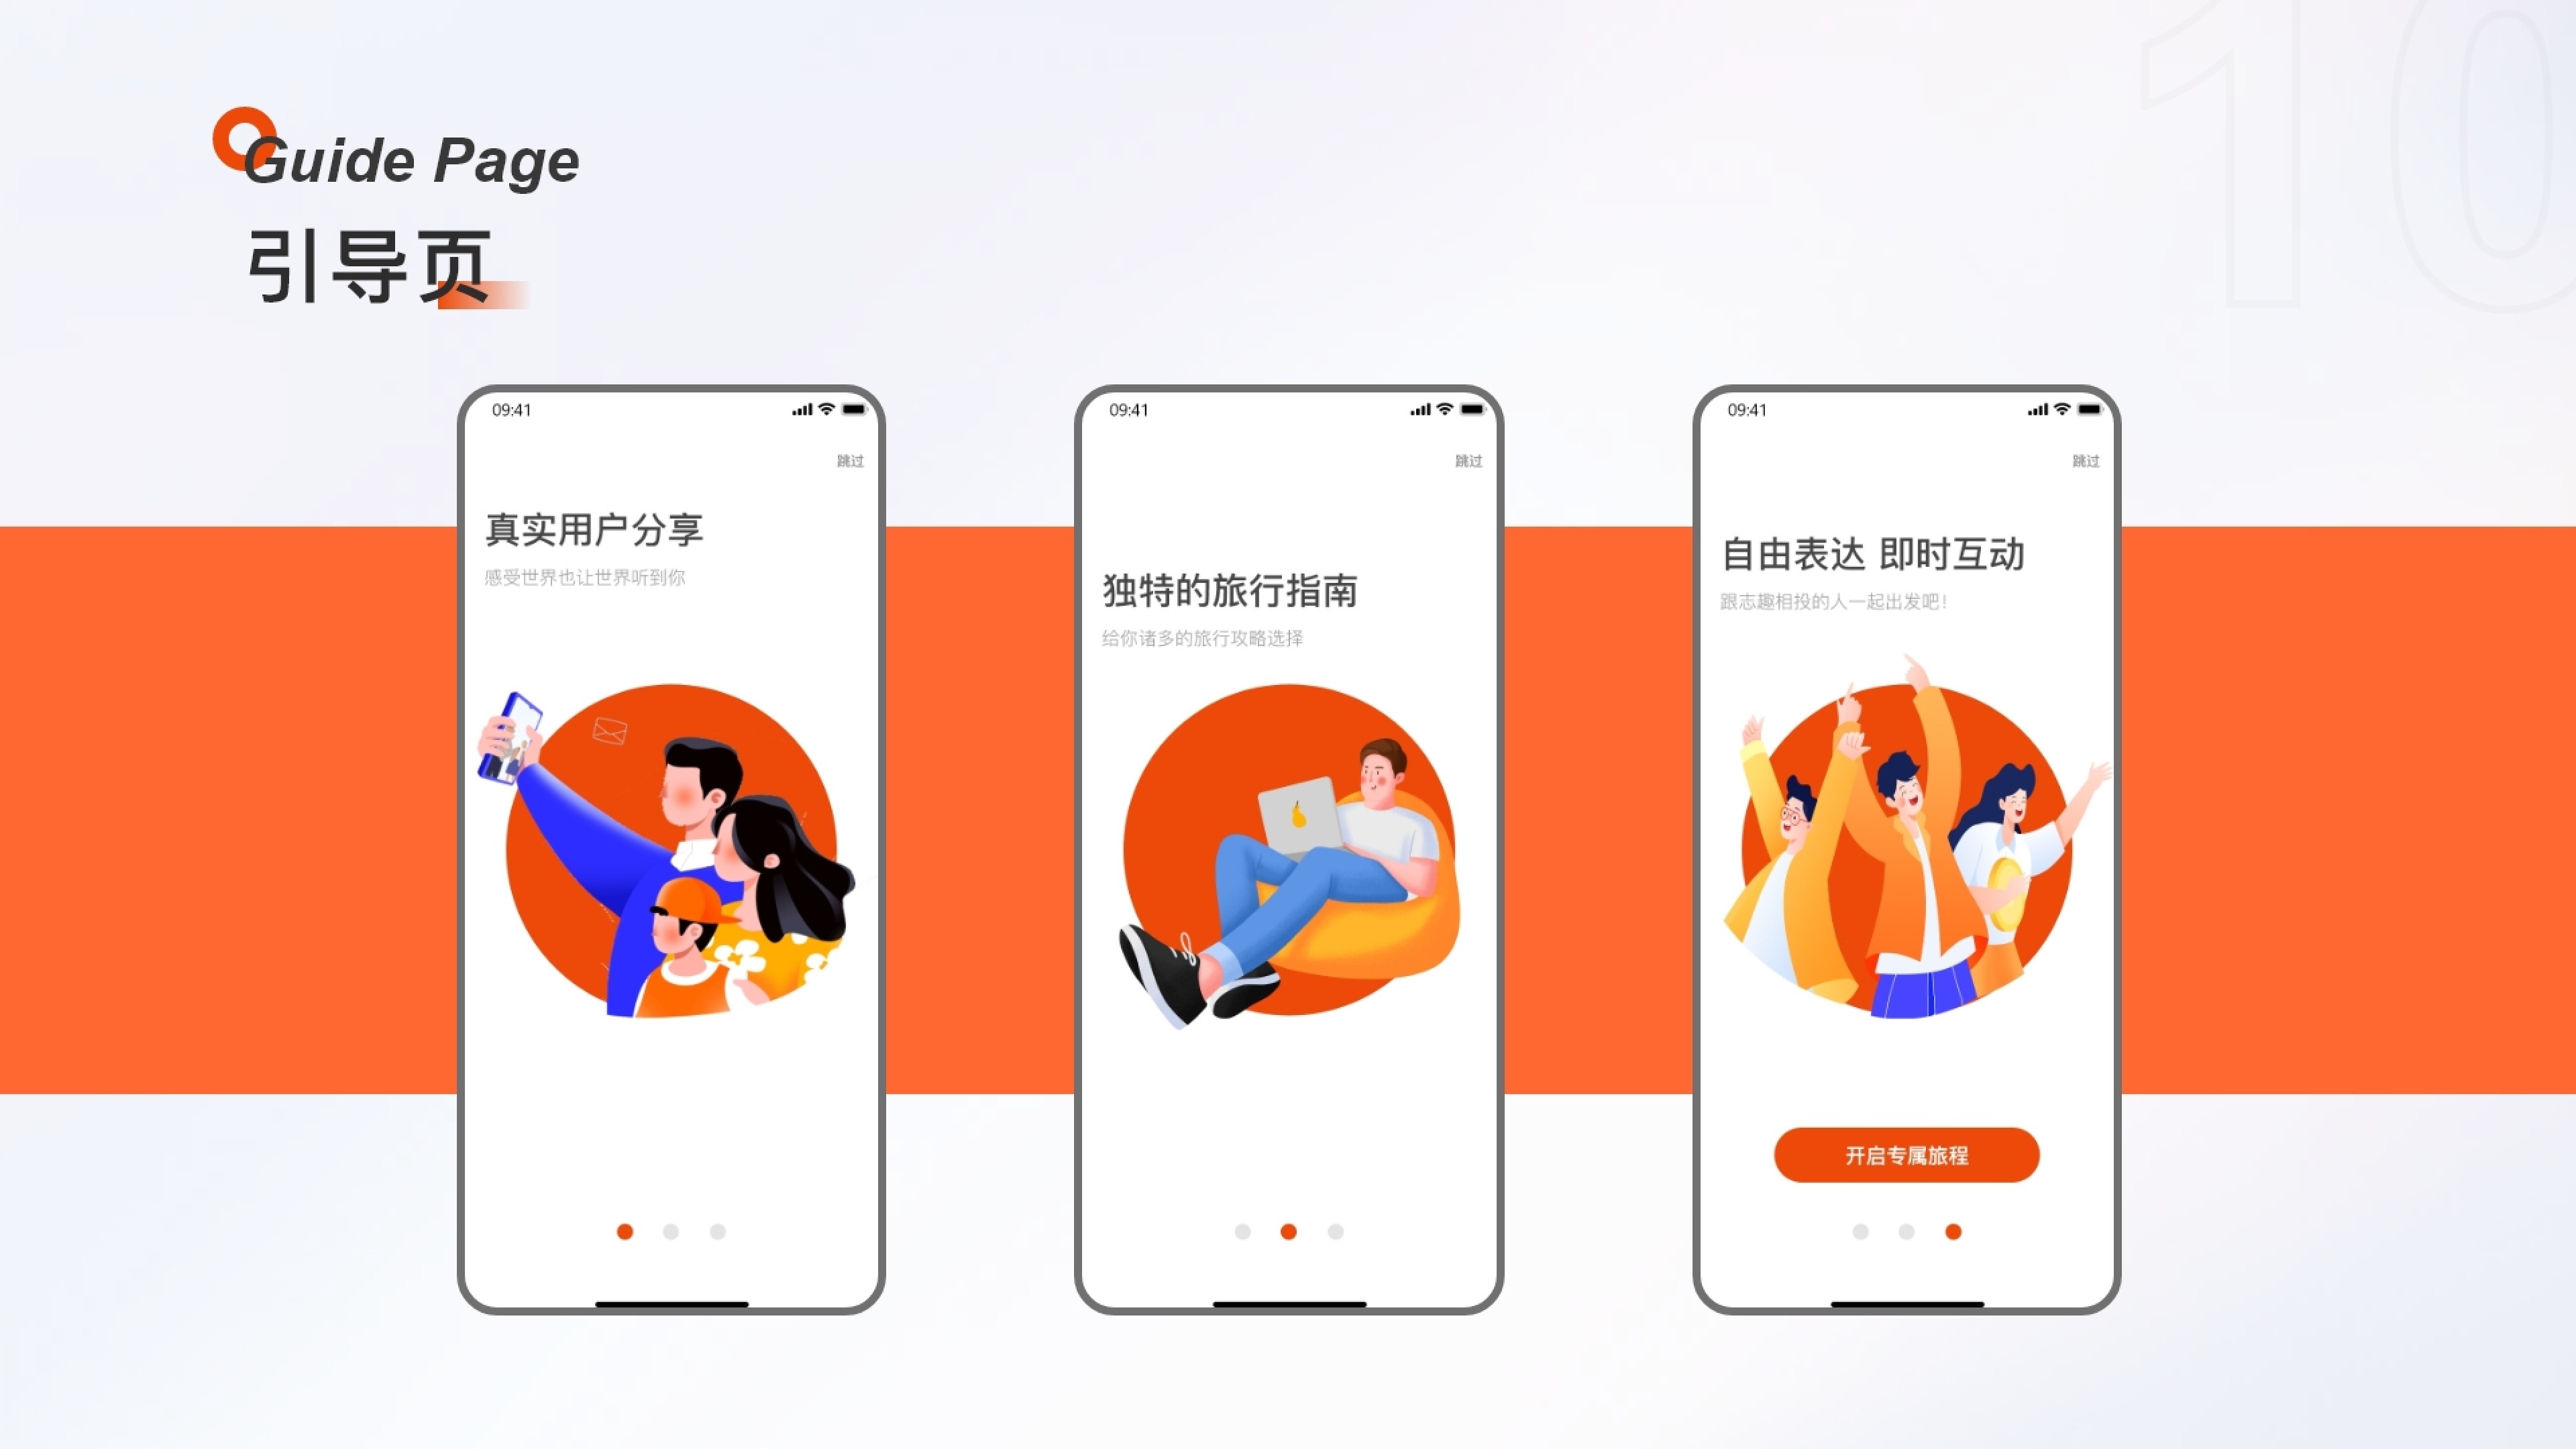 10
Guide Page
引导页
09:41
跳过
真实用户分享
感受世界也让世界听到你
09:41
跳过
独特的旅行指南
给你诸多的旅行攻略选择
09:41
跳过
自由表达 即时互动
跟志趣相投的人一起出发吧！
开启专属旅程